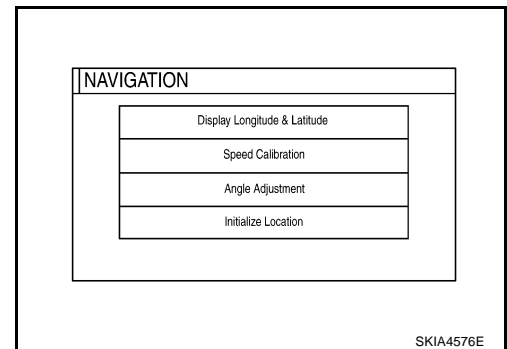 NAVIGATION
Display Longitude & Latitude
Speed Calibration
Angle Adjustment
Initialize Location
SKIA4576E